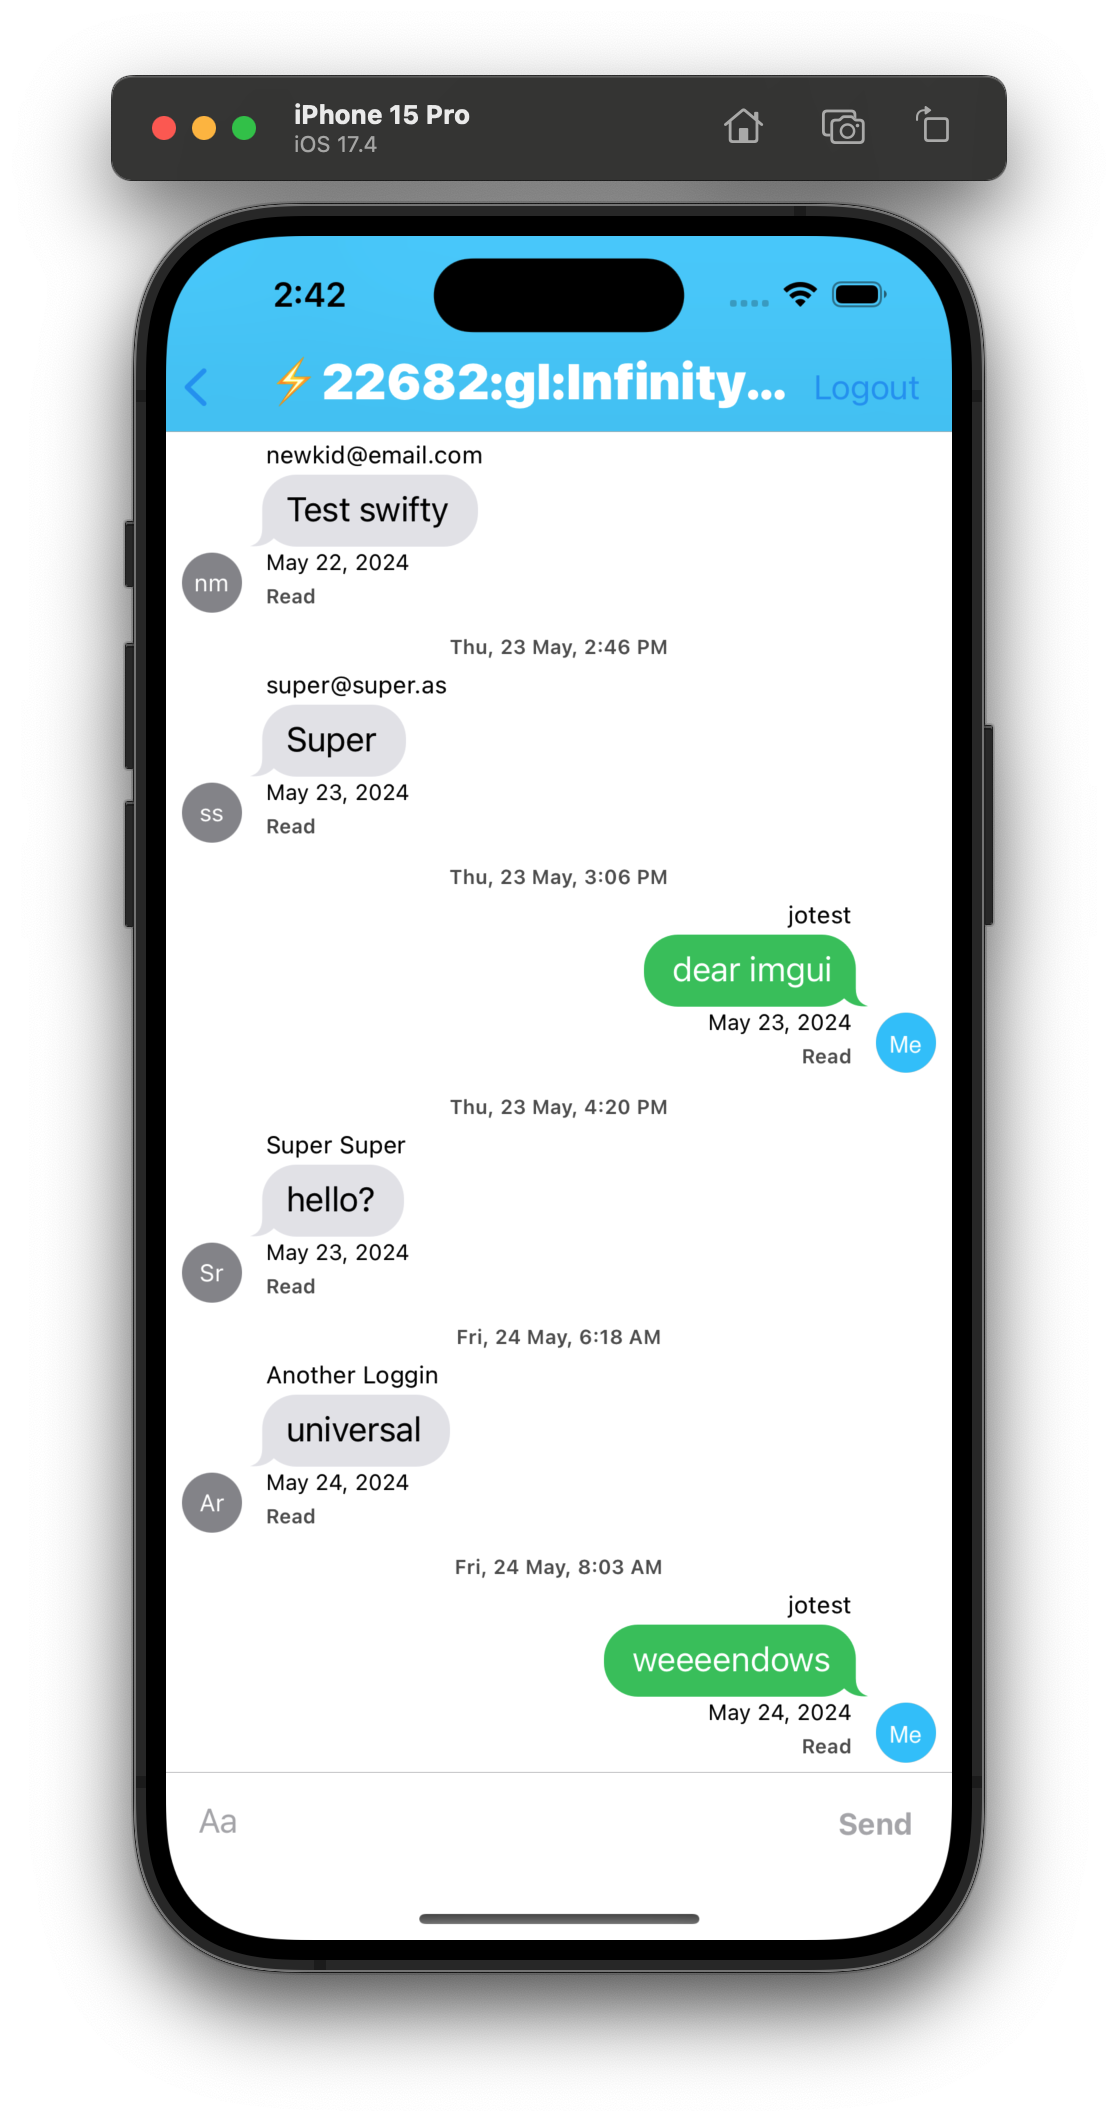 iPhone 15 Pro
iOS 17.4
2:42
⚡22682:gl:Infinity...
Logout
newkid@email.com
Test swifty
May 22, 2024
nm
Read
Thu, 23 May, 2:46 PM
super@super.as
Super
May 23, 2024
ss
Read
Thu, 23 May, 3:06 PM
jotest
dear imgui
May 23, 2024
Me
Read
Thu, 23 May, 4:20 PM
Super Super
hello?
May 23, 2024
Sr
Read
Fri, 24 May, 6:18 AM
Another Loggin
universal
May 24, 2024
Ar
Read
Fri, 24 May, 8:03 AM
jotest
weeeendows
May 24, 2024
Me
Read
Aa
Send